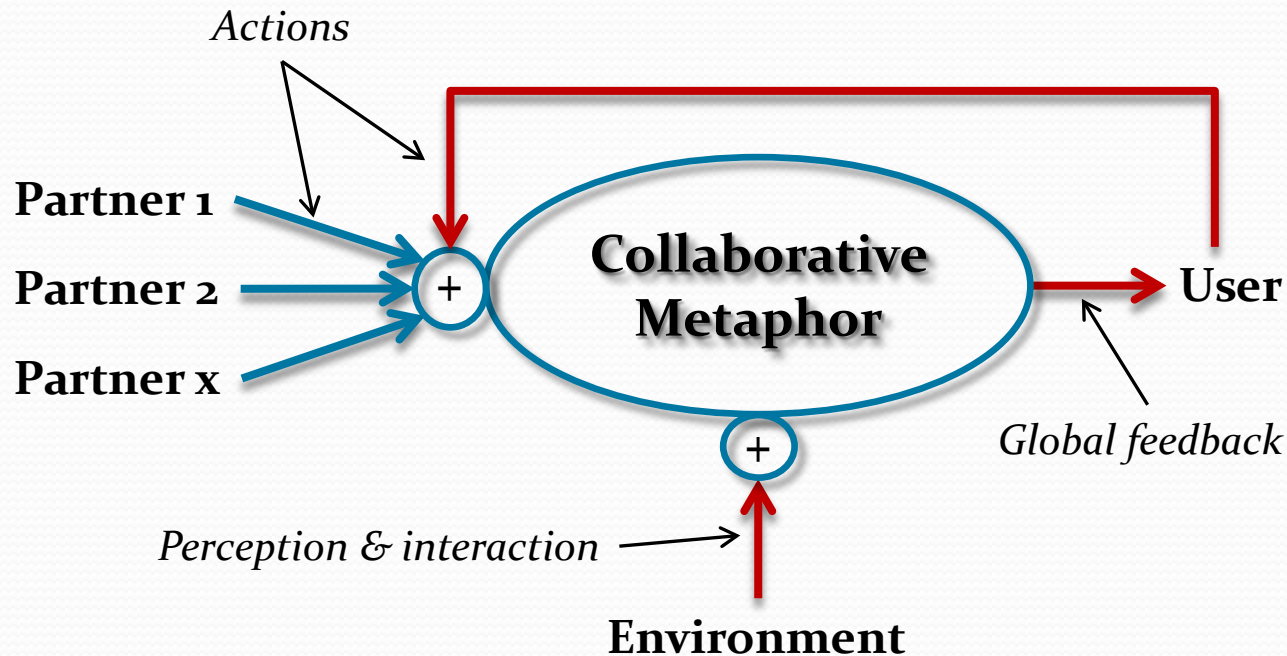 Actions
Partner 1
Partner 2
Partner x
+
Collaborative
Metaphor
User
Global feedback
+
Perception & interaction
Environment